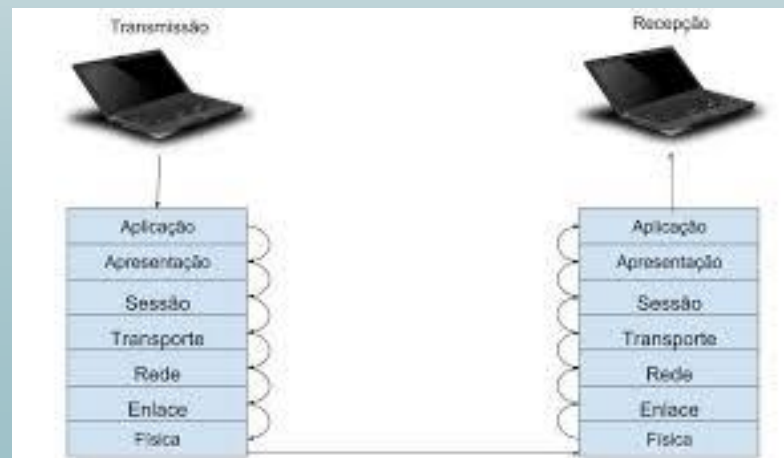 Transmissão
Recepção
Aplicação
Apresentação
Sessão
Transporte
Rede
Enlace
Física
Aplicação
Apresentação
Sessão
Transporte
Rede
Enlace
Física